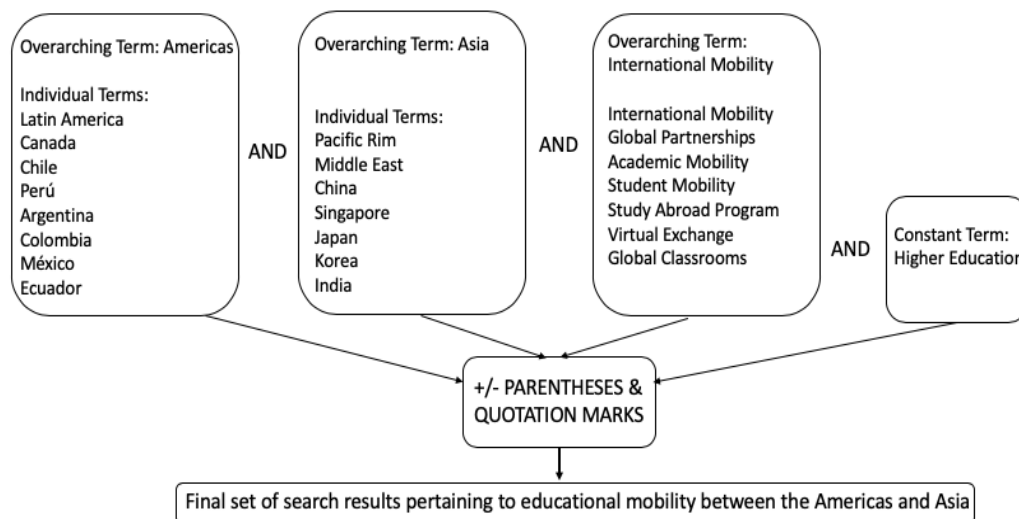 Overarching Term: Americas
Individual Terms:
Latin America
Canada
Chile
Perú
Argentina
Colombia
México
Ecuador
AND
Overarching Term: Asia
Individual Terms:
Pacific Rim
Middle East
China
Singapore
Japan
Korea
India
AND
Overarching Term:
International Mobility
International Mobility
Global Partnerships
Academic Mobility
Student Mobility
Study Abroad Program
Virtual Exchange
Global Classrooms
AND
Constant Term:
Higher Education
+/- PARENTHESES &
QUOTATION MARKS
Final set of search results pertaining to educational mobility between the Americas and Asia